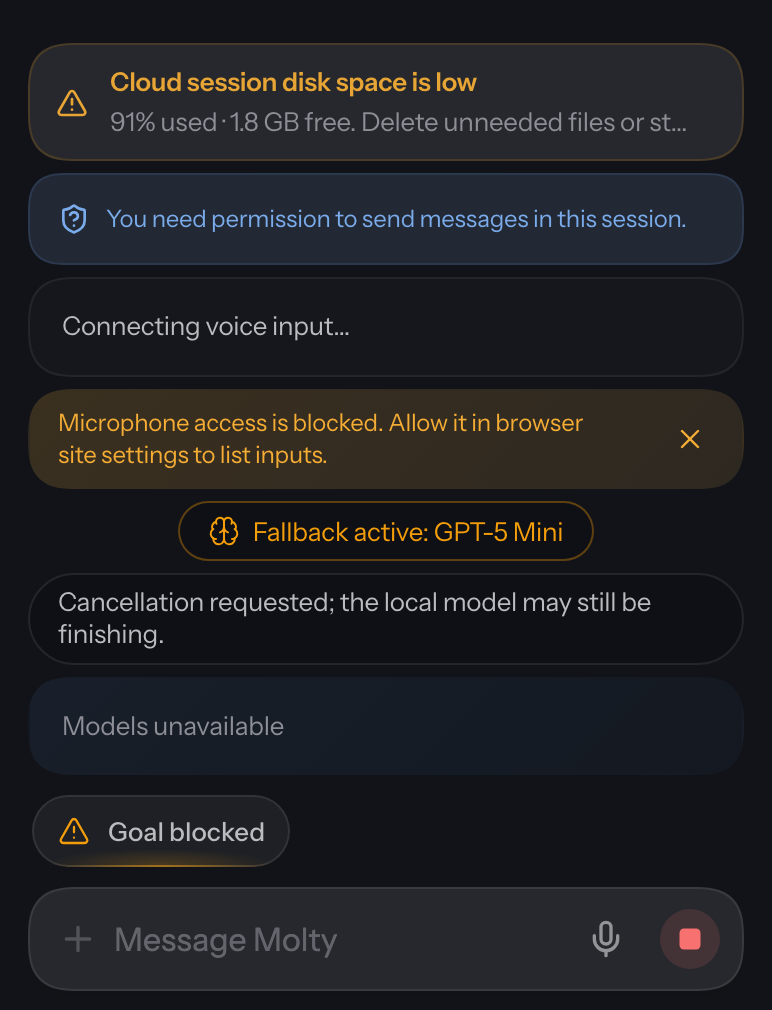 Cloud session disk space is low
91% used · 1.8 GB free. Delete unneeded files or st...
You need permission to send messages in this session.
Connecting voice input...
Microphone access is blocked. Allow it in browser
site settings to list inputs.
Fallback active: GPT-5 Mini
Cancellation requested; the local model may still be
finishing.
Models unavailable
Goal blocked
Message Molty